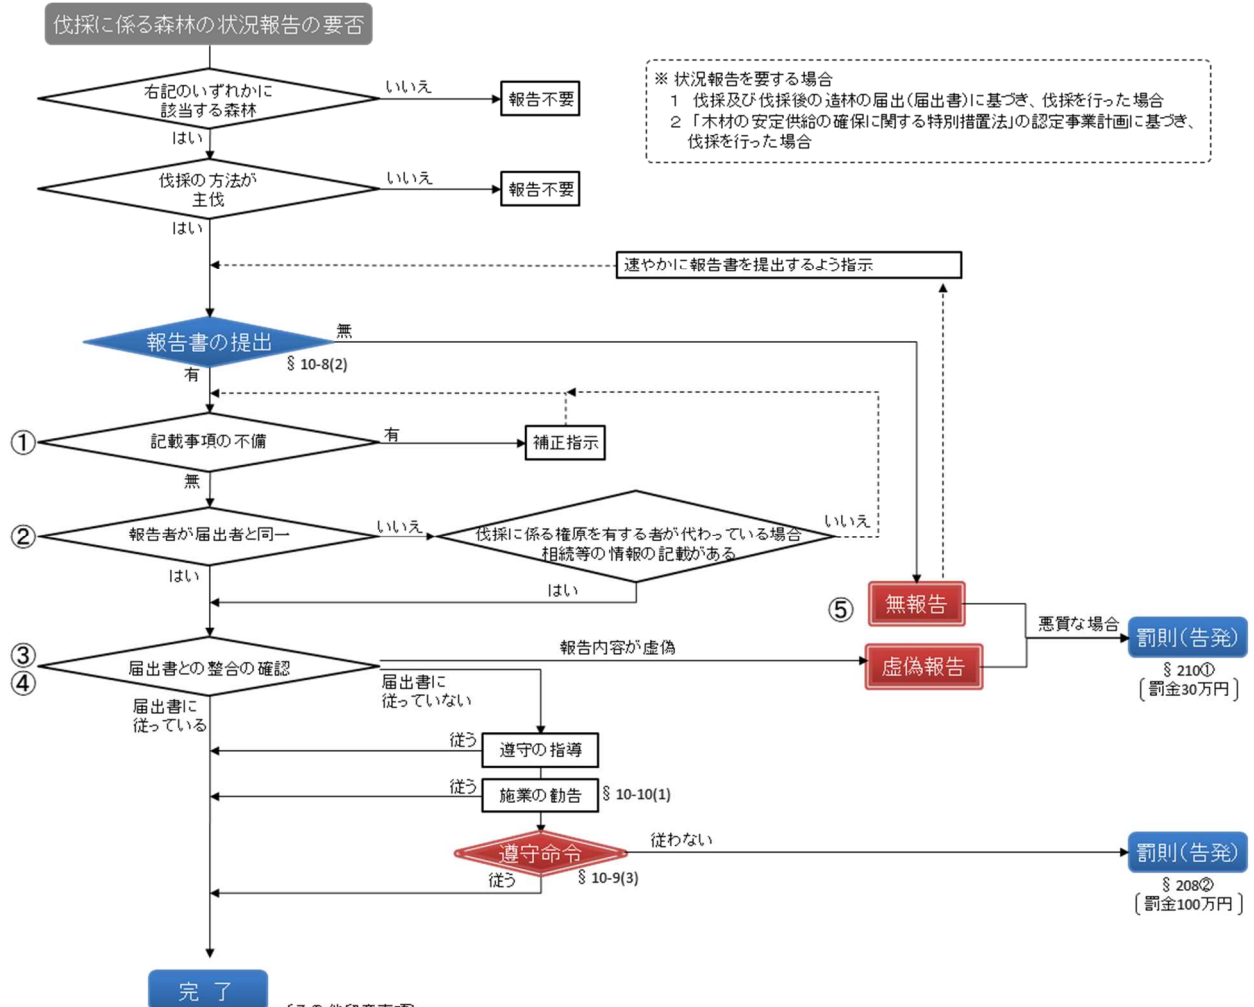 伐採に係る森林の状況報告の要否
右記のいずれかに
該当する森林
いいえ
報告不要
はい
※ 状況報告を要する場合
1 伐採及び伐採後の造林の届出(届出書)に基づき、伐採を行った場合
2 「木材の安定供給の確保に関する特別措置法」の認定事業計画に基づき、
伐採を行った場合
伐採の方法が
主伐
いいえ
報告不要
はい
速やかに報告書を提出するよう指示
報告書の提出
無
§ 10-8(2)
有
①
記載事項の不備
有
補正指示
無
②
報告者が届出者と同一
いいえ
伐採に係る権原を有する者が代わっている場合
相続等の情報の記載がある
いいえ
はい
はい
⑤
無報告
悪質な場合
罰則(告発)
§ 210①
〔罰金30万円〕
③
④
届出書との整合の確認
報告内容が虚偽
虚偽報告
届出書に
従っていない
届出書に
従っている
従う
遵守の指導
従う
施業の勧告
§ 10-10(1)
遵守命令
従わない
§ 10-9(3)
従う
罰則(告発)
§ 208②
〔罰金100万円〕
完 了